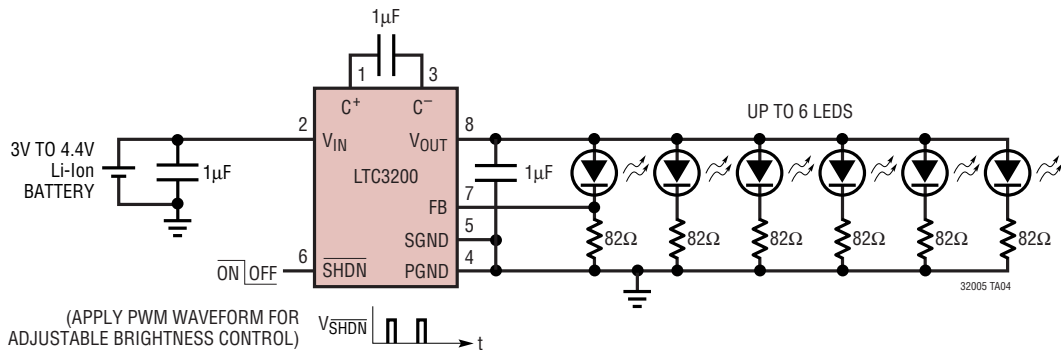 1µF
1
3
C+
C–
2
8
UP TO 6 LEDS
VIN
VOUT
3V TO 4.4V
Li-Ion
BATTERY
1µF
LTC3200
1µF
7
FB
5
SGND
82Ω
82Ω
82Ω
82Ω
82Ω
82Ω
6
4
ON OFF
SHDN
PGND
32005 TA04
(APPLY PWM WAVEFORM FOR
ADJUSTABLE BRIGHTNESS CONTROL)
VSHDN
t